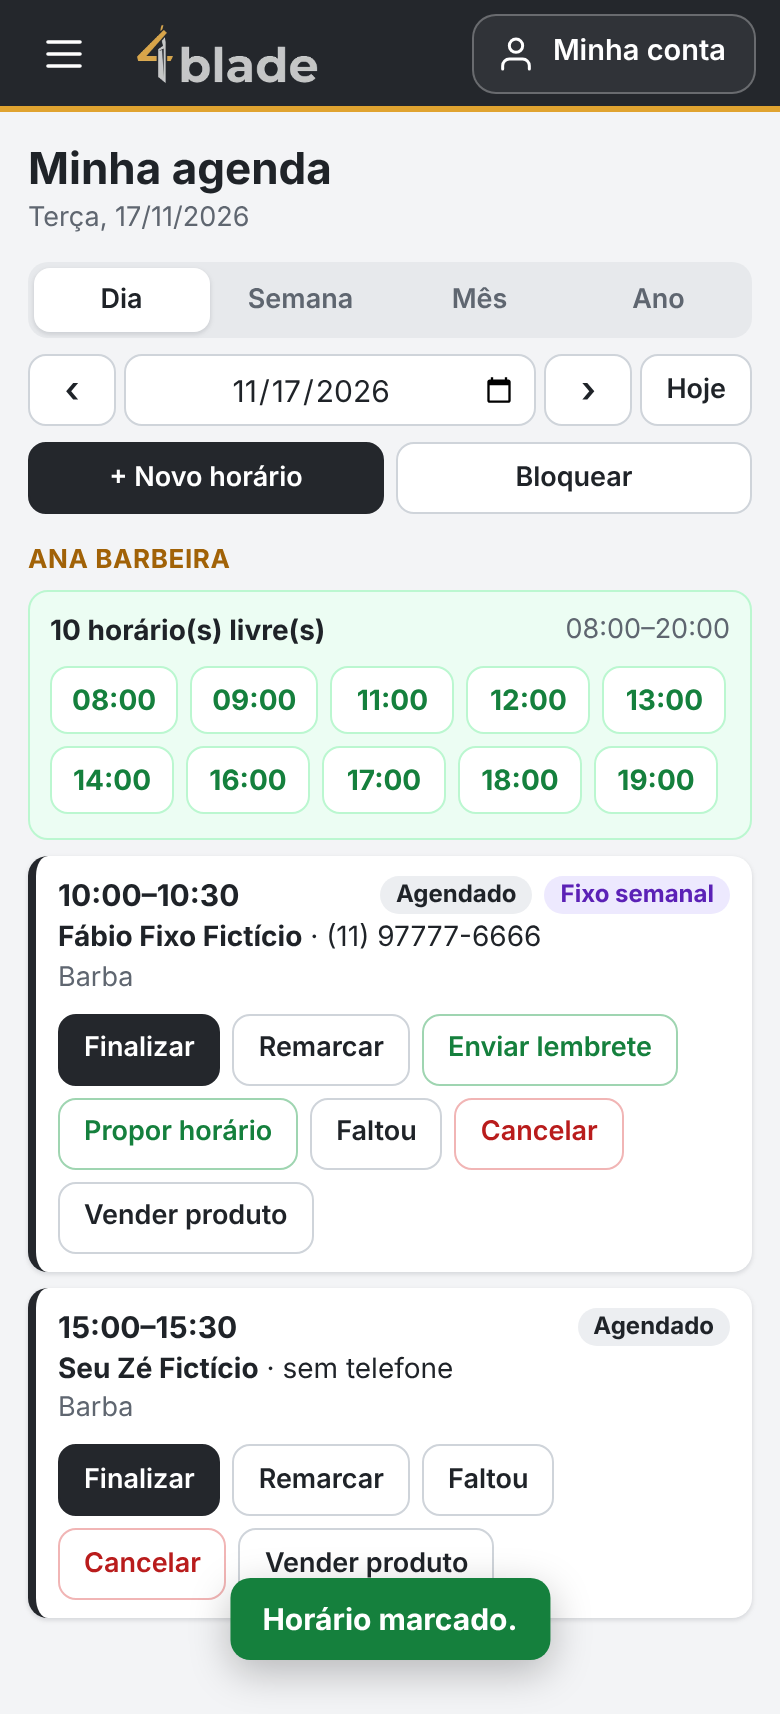 4blade
Minha conta
Minha agenda
Terça, 17/11/2026
Dia Semana Mês Ano
‹ 11/17/2026 › Hoje
+ Novo horário Bloquear
ANA BARBEIRA
10 horário(s) livre(s) 08:00–20:00
08:00 09:00 11:00 12:00 13:00
14:00 16:00 17:00 18:00 19:00
10:00–10:30 Agendado Fixo semanal
Fábio Fixo Fictício · (11) 97777-6666
Barba
Finalizar Remarcar Enviar lembrete
Propor horário Faltou Cancelar
Vender produto
15:00–15:30 Agendado
Seu Zé Fictício · sem telefone
Barba
Finalizar Remarcar Faltou
Cancelar Vender produto
Horário marcado.